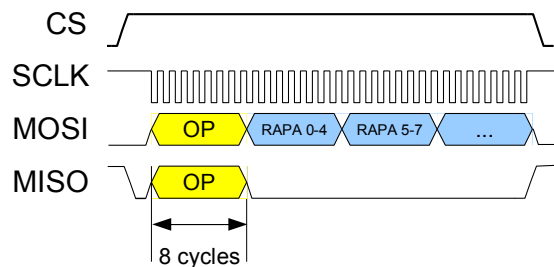 CS
SCLK
MOSI OP RAPA 0-4 RAPA 5-7 ...
MISO OP
8 cycles